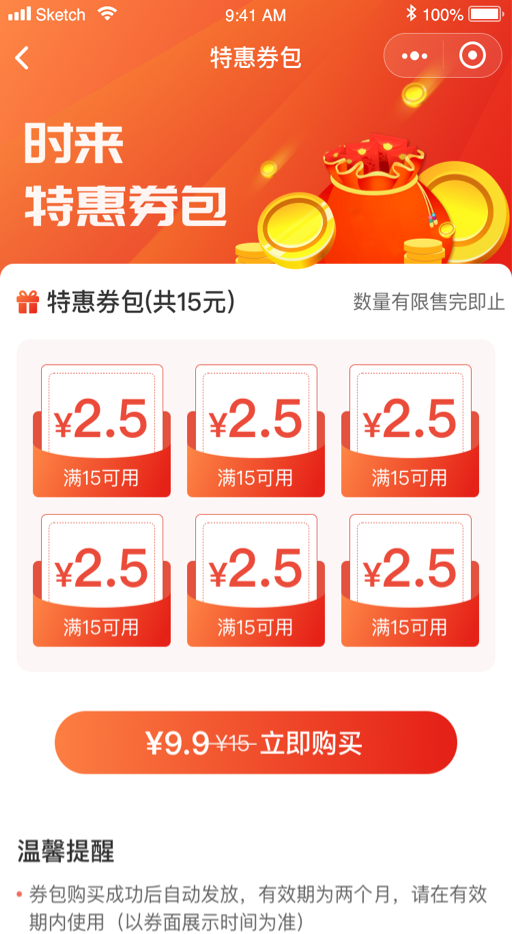 Sketch
9:41 AM
100%
特惠券包
时来
特惠券包
特惠券包(共15元)
数量有限售完即止
¥2.5
¥2.5
¥2.5
满15可用
满15可用
满15可用
¥2.5
¥2.5
¥2.5
满15可用
满15可用
满15可用
¥9.9 ¥15 立即购买
温馨提醒
券包购买成功后自动发放，有效期为两个月，请在有效
期内使用（以券面展示时间为准）